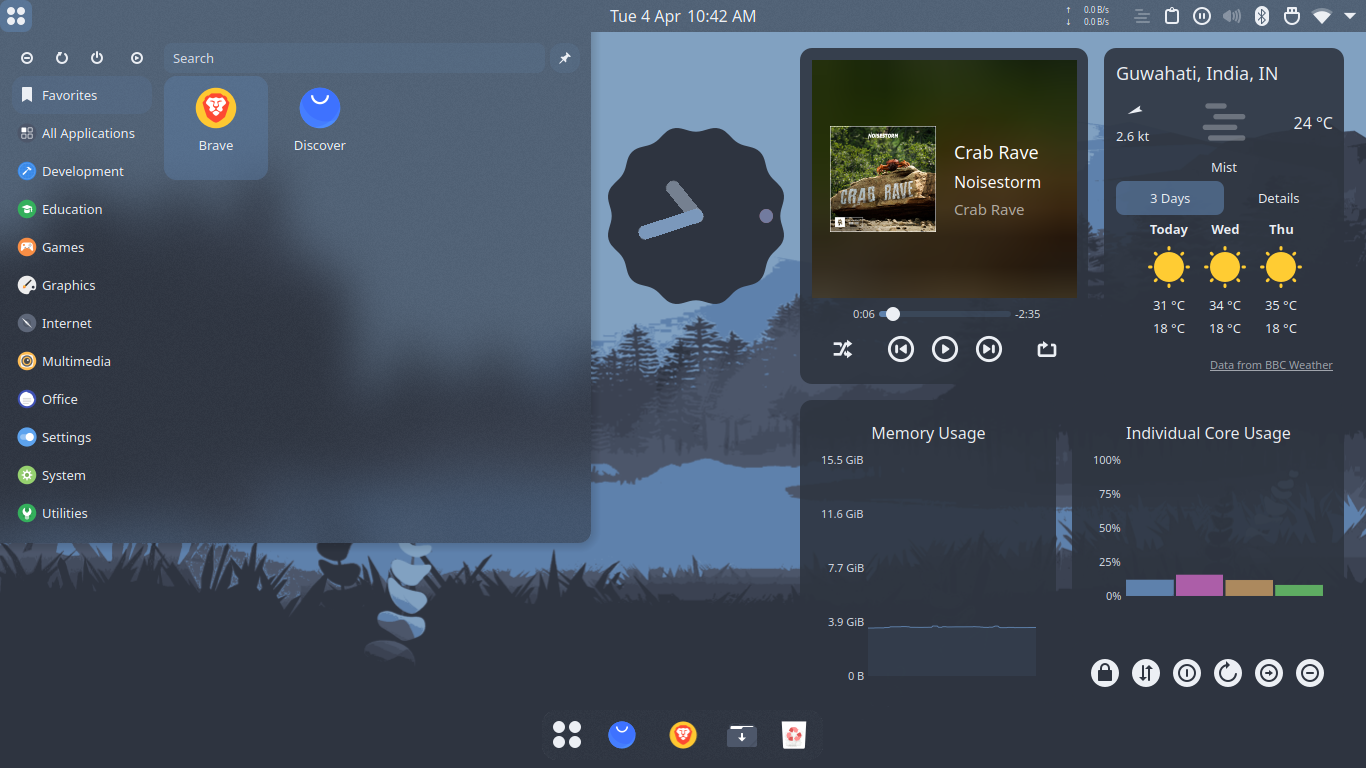 Tue 4 Apr 10:42 AM
↑ 0.0 B/s
↓ 0.0 B/s
Search
Favorites
All Applications
Development
Education
Games
Graphics
Internet
Multimedia
Office
Settings
System
Utilities
Brave
Discover
NOISESTORM
CRAB RAVE
Crab Rave
Noisestorm
Crab Rave
0:06
-2:35
Guwahati, India, IN
2.6 kt
24 °C
Mist
3 Days
Details
Today Wed Thu
31 °C 34 °C 35 °C
18 °C 18 °C 18 °C
Data from BBC Weather
Memory Usage
15.5 GiB
11.6 GiB
7.7 GiB
3.9 GiB
0 B
Individual Core Usage
100%
75%
50%
25%
0%